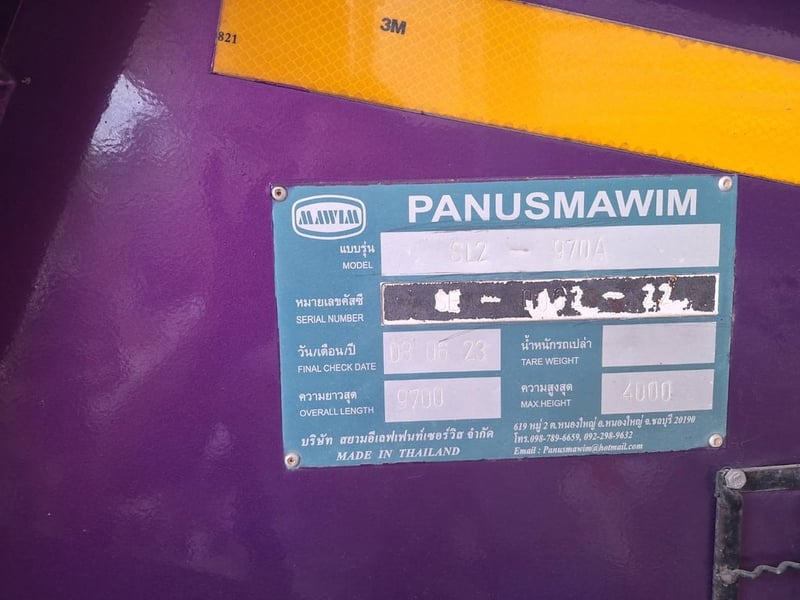 3M
821
MAWIM
PANUSMAWIM
แบบรุ่น
MODEL
SL2 - 970A
หมายเลขคัสซี
SERIAL NUMBER
- 22
วัน/เดือน/ปี
FINAL CHECK DATE
08 06 23
น้ำหนักรถเปล่า
TARE WEIGHT
ความยาวสุด
OVERALL LENGTH
9700
ความสูงสุด
MAX.HEIGHT
4000
บริษัท สยามอีเฟเฟนท์เซอร์วิส จำกัด
MADE IN THAILAND
619 หมู่ 2 ต.หนองใหญ่ อ.หนองใหญ่ จ.ชลบุรี 20190
โทร.098-789-6659, 092-298-9632
Email : Panusmawim@hotmail.com